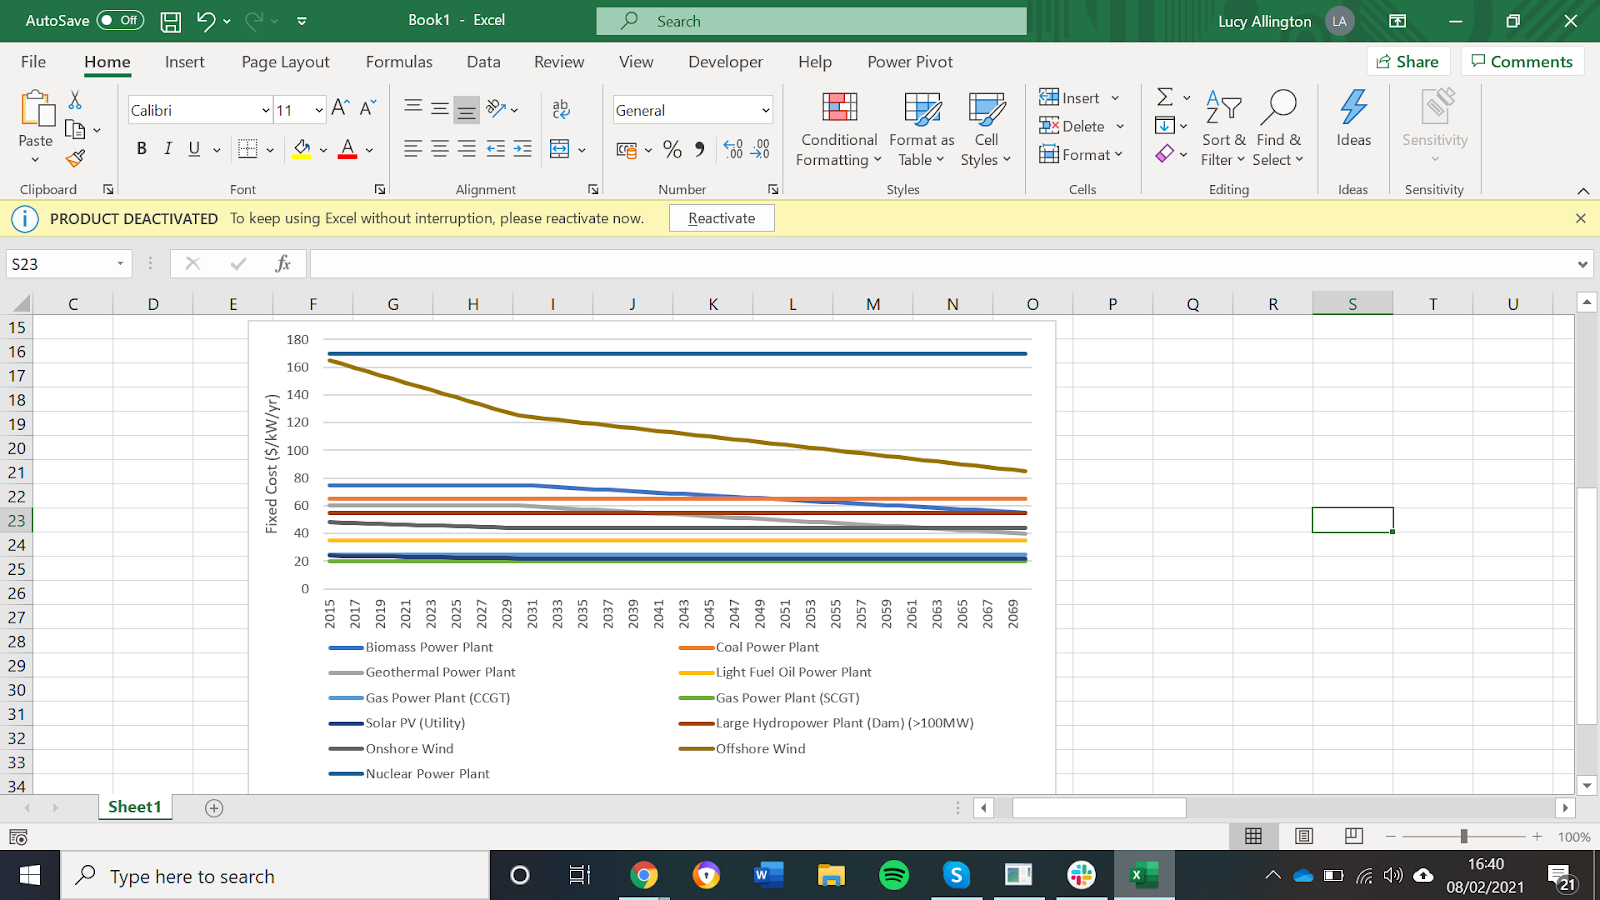 AutoSave Off Book1 - Excel Search Lucy Allington LA
File Home Insert Page Layout Formulas Data Review View Developer Help Power Pivot Share Comments
Paste
Clipboard
Calibri 11
B I U A
Font
ab
Alignment
General
% 9 .00 .00
Number
Conditional Formatting
Format as Table
Cell Styles
Styles
Insert
Delete
Format
Cells
Sort & Filter
Find & Select
Editing
Ideas
Ideas
Sensitivity
Sensitivity
PRODUCT DEACTIVATED To keep using Excel without interruption, please reactivate now. Reactivate
S23 fx
C D E F G H I J K L M N O P Q R S T U
15
16
17
18
19
20
21
22
23
24
25
26
27
28
29
30
31
32
33
34
Fixed Cost ($/kW/yr)
180
160
140
120
100
80
60
40
20
0
2015 2017 2019 2021 2023 2025 2027 2029 2031 2033 2035 2037 2039 2041 2043 2045 2047 2049 2051 2053 2055 2057 2059 2061 2063 2065 2067 2069
Biomass Power Plant Coal Power Plant
Geothermal Power Plant Light Fuel Oil Power Plant
Gas Power Plant (CCGT) Gas Power Plant (SCGT)
Solar PV (Utility) Large Hydropower Plant (Dam) (>100MW)
Onshore Wind Offshore Wind
Nuclear Power Plant
Sheet1
100%
Type here to search
16:40
08/02/2021
21